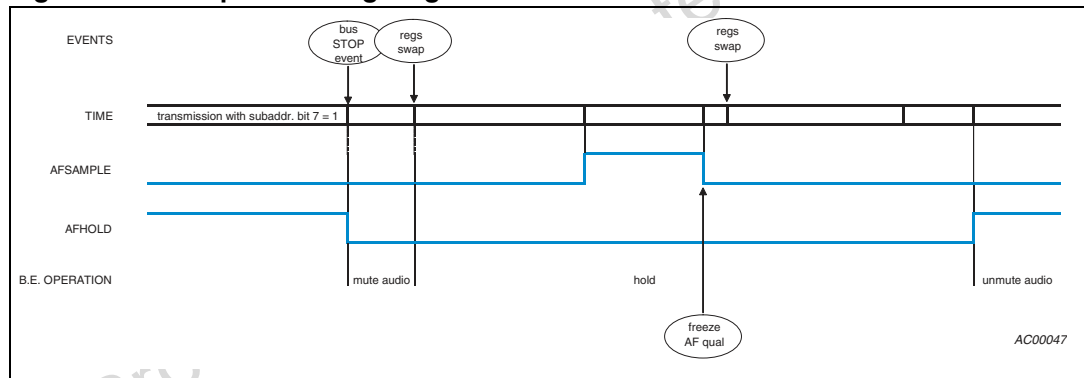 EVENTS
bus
STOP
event
regs
swap
regs
swap
TIME
transmission with subaddr. bit 7 = 1
AFSAMPLE
AFHOLD
B.E. OPERATION
mute audio
hold
unmute audio
freeze
AF qual
AC00047